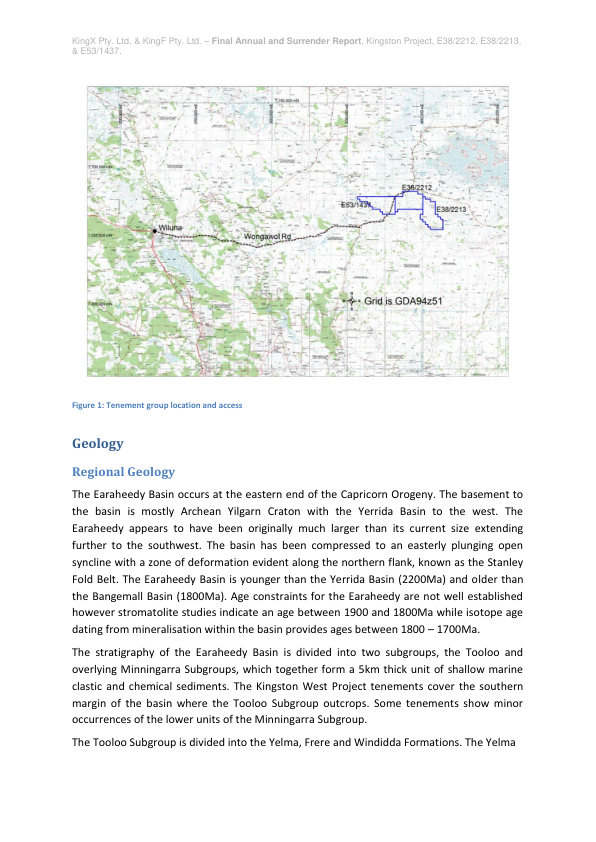 KingX Pty. Ltd. & KingF Pty. Ltd. – Final Annual and Surrender Report, Kingston Project, E38/2212, E38/2213,
& E53/1437,
E38/2212
E53/1437
E38/2213
Wiluna
Wongawol Rd
Grid is GDA94z51
Figure 1: Tenement group location and access
Geology
Regional Geology
The Earaheedy Basin occurs at the eastern end of the Capricorn Orogeny. The basement to
the basin is mostly Archean Yilgarn Craton with the Yerrida Basin to the west. The
Earaheedy appears to have been originally much larger than its current size extending
further to the southwest. The basin has been compressed to an easterly plunging open
syncline with a zone of deformation evident along the northern flank, known as the Stanley
Fold Belt. The Earaheedy Basin is younger than the Yerrida Basin (2200Ma) and older than
the Bangemall Basin (1800Ma). Age constraints for the Earaheedy are not well established
however stromatolite studies indicate an age between 1900 and 1800Ma while isotope age
dating from mineralisation within the basin provides ages between 1800 – 1700Ma.
The stratigraphy of the Earaheedy Basin is divided into two subgroups, the Tooloo and
overlying Minningarra Subgroups, which together form a 5km thick unit of shallow marine
clastic and chemical sediments. The Kingston West Project tenements cover the southern
margin of the basin where the Tooloo Subgroup outcrops. Some tenements show minor
occurrences of the lower units of the Minningarra Subgroup.
The Tooloo Subgroup is divided into the Yelma, Frere and Windidda Formations. The Yelma